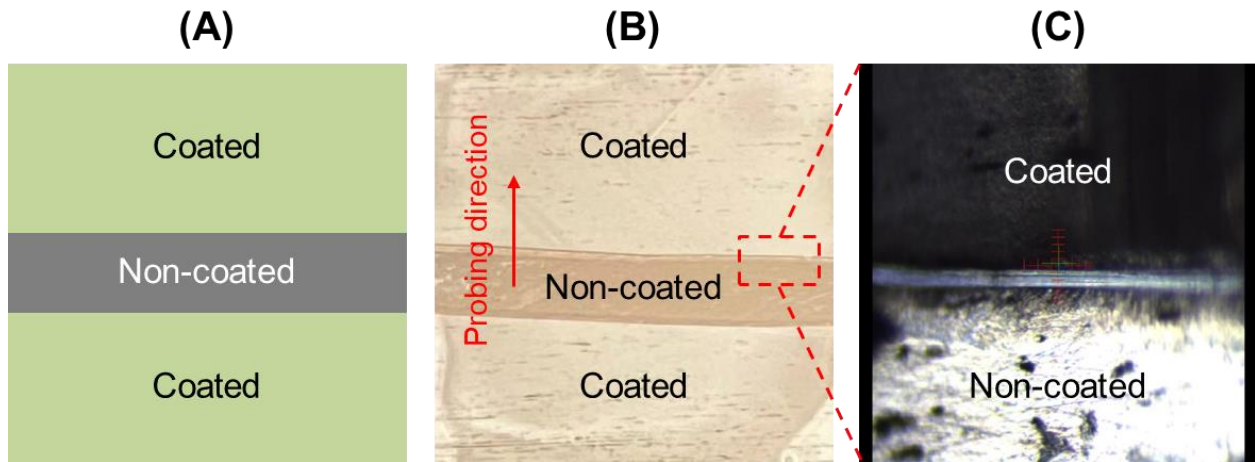 (A)
(B)
(C)
Coated
Non-coated
Coated
Probing direction
Coated
Non-coated
Coated
Coated
Non-coated